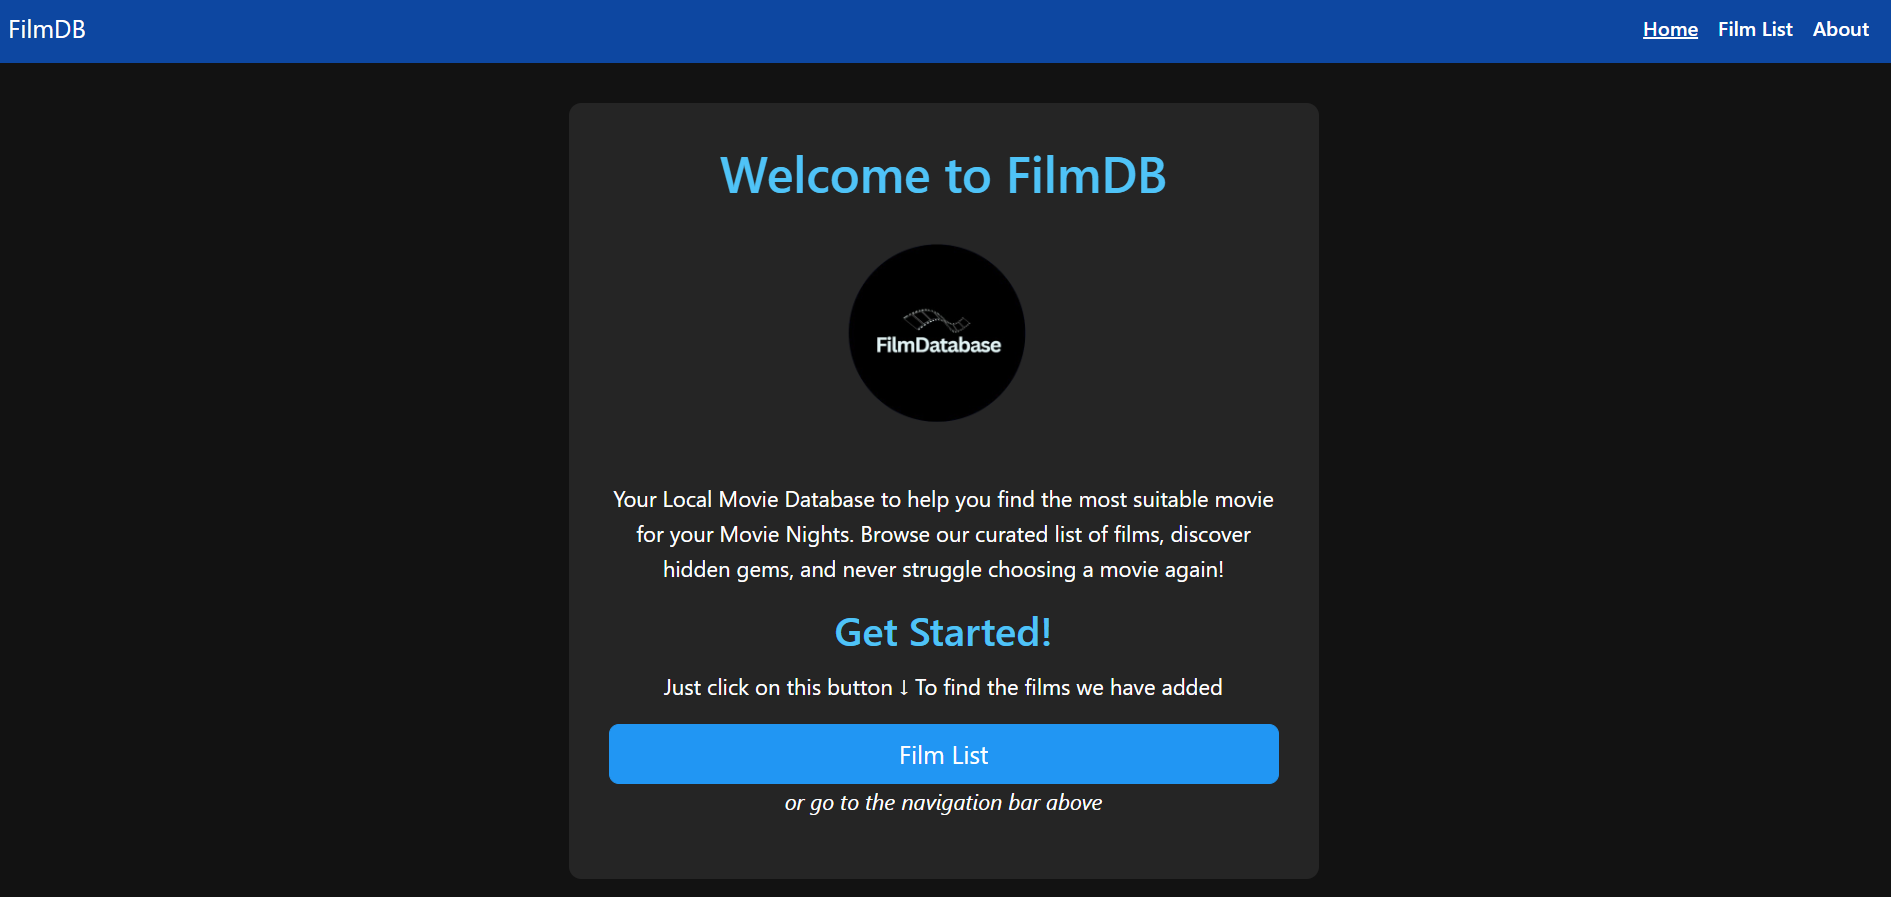 FilmDB
Home Film List About
Welcome to FilmDB
FilmDatabase
Your Local Movie Database to help you find the most suitable movie
for your Movie Nights. Browse our curated list of films, discover
hidden gems, and never struggle choosing a movie again!
Get Started!
Just click on this button ↓ To find the films we have added
Film List
or go to the navigation bar above